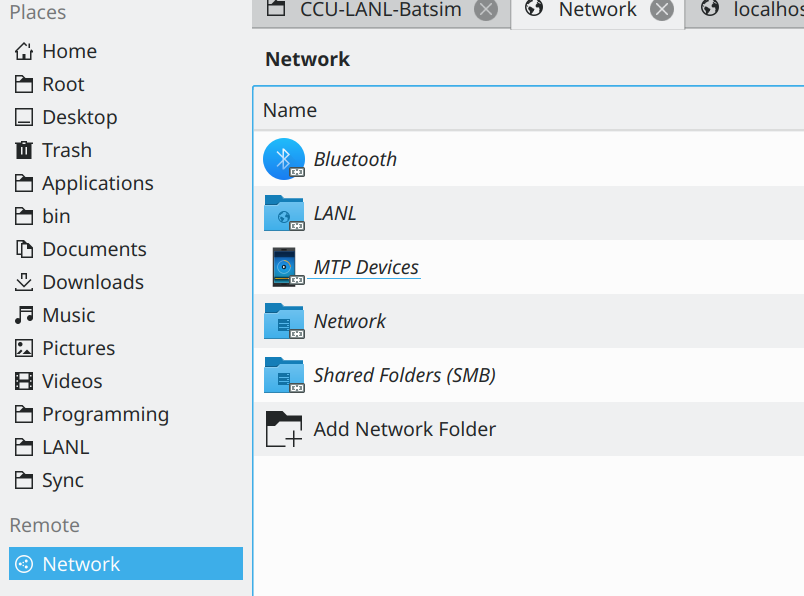 Places
Home
Root
Desktop
Trash
Applications
bin
Documents
Downloads
Music
Pictures
Videos
Programming
LANL
Sync
Remote
Network
CCU-LANL-Batsim
Network
localhos
Network
Name
Bluetooth
LANL
MTP Devices
Network
Shared Folders (SMB)
Add Network Folder